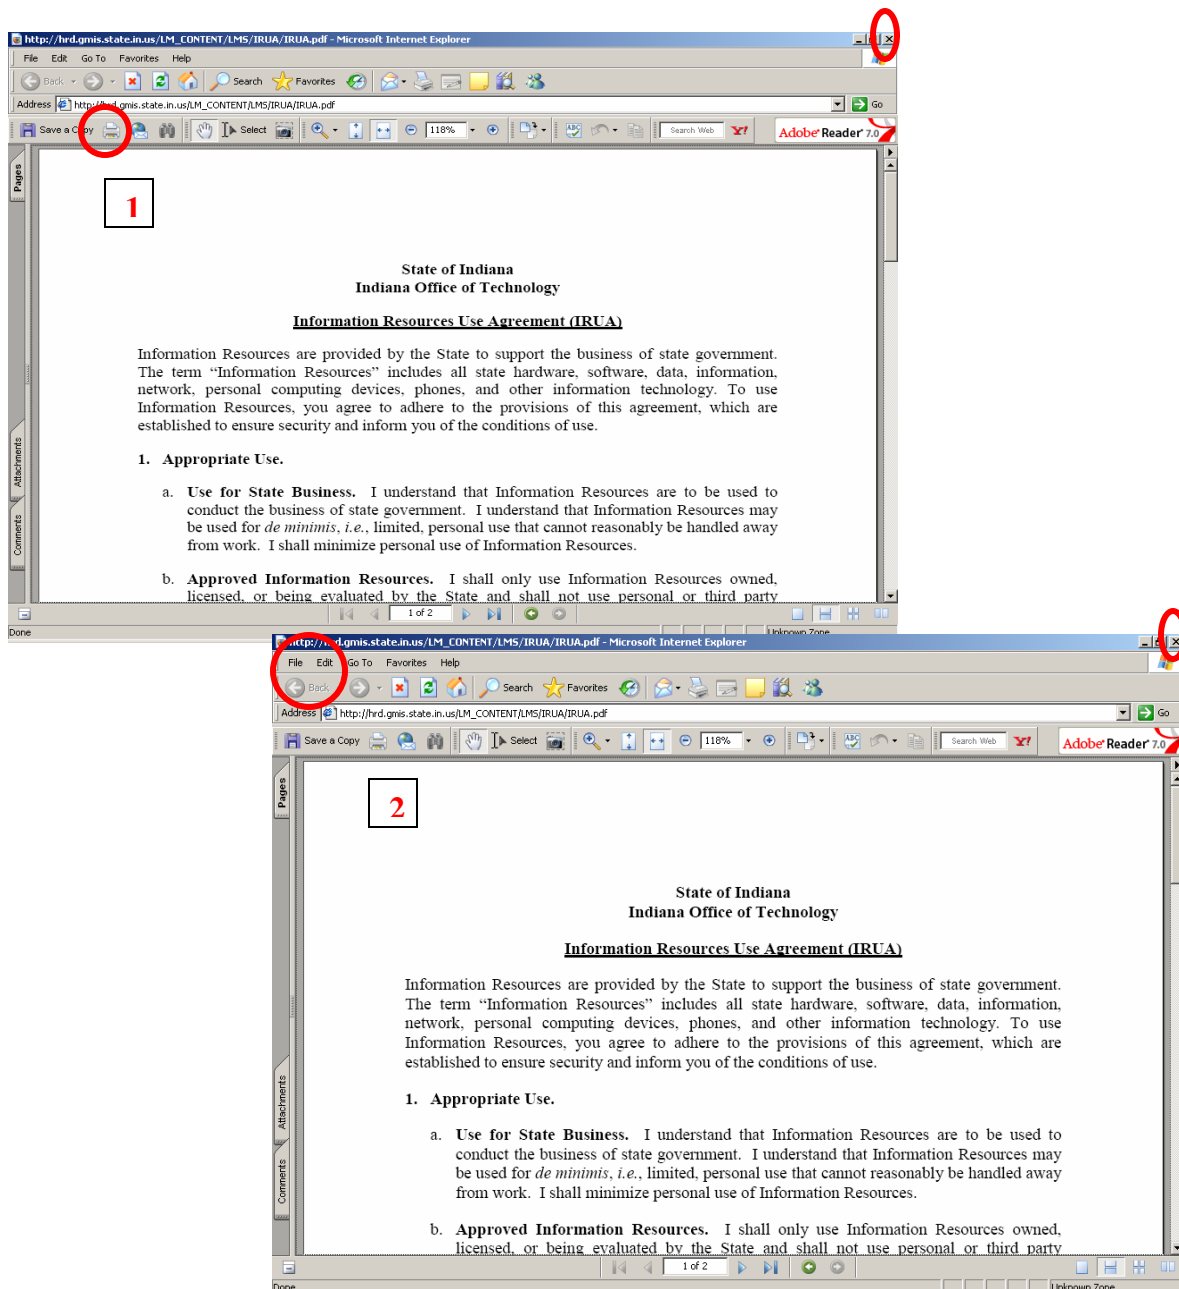 http://hrd.gmis.state.in.us/LM_CONTENT/LMS/IRUA/IRUA.pdf - Microsoft Internet Explorer
File Edit Go To Favorites Help
Back Search Favorites
Address http://hrd.gmis.state.in.us/LM_CONTENT/LMS/IRUA/IRUA.pdf Go
Save a Copy Select 118% Search Web Y! Adobe Reader 7.0
Pages
1
State of Indiana
Indiana Office of Technology
Information Resources Use Agreement (IRUA)
Information Resources are provided by the State to support the business of state government.
The term “Information Resources” includes all state hardware, software, data, information,
network, personal computing devices, phones, and other information technology. To use
Information Resources, you agree to adhere to the provisions of this agreement, which are
established to ensure security and inform you of the conditions of use.
Attachments
1. Appropriate Use.
a. Use for State Business. I understand that Information Resources are to be used to
conduct the business of state government. I understand that Information Resources may
be used for de minimis, i.e., limited, personal use that cannot reasonably be handled away
from work. I shall minimize personal use of Information Resources.
Comments
b. Approved Information Resources. I shall only use Information Resources owned,
licensed, or being evaluated by the State and shall not use personal or third party
1 of 2
Done Unknown Zone
http://hrd.gmis.state.in.us/LM_CONTENT/LMS/IRUA/IRUA.pdf - Microsoft Internet Explorer
File Edit Go To Favorites Help
Back Search Favorites
Address http://hrd.gmis.state.in.us/LM_CONTENT/LMS/IRUA/IRUA.pdf Go
Save a Copy Select 118% Search Web Y! Adobe Reader 7.0
Pages
2
State of Indiana
Indiana Office of Technology
Information Resources Use Agreement (IRUA)
Information Resources are provided by the State to support the business of state government.
The term “Information Resources” includes all state hardware, software, data, information,
network, personal computing devices, phones, and other information technology. To use
Information Resources, you agree to adhere to the provisions of this agreement, which are
established to ensure security and inform you of the conditions of use.
Attachments
1. Appropriate Use.
a. Use for State Business. I understand that Information Resources are to be used to
conduct the business of state government. I understand that Information Resources may
be used for de minimis, i.e., limited, personal use that cannot reasonably be handled away
from work. I shall minimize personal use of Information Resources.
Comments
b. Approved Information Resources. I shall only use Information Resources owned,
licensed, or being evaluated by the State and shall not use personal or third party
1 of 2
Done Unknown Zone